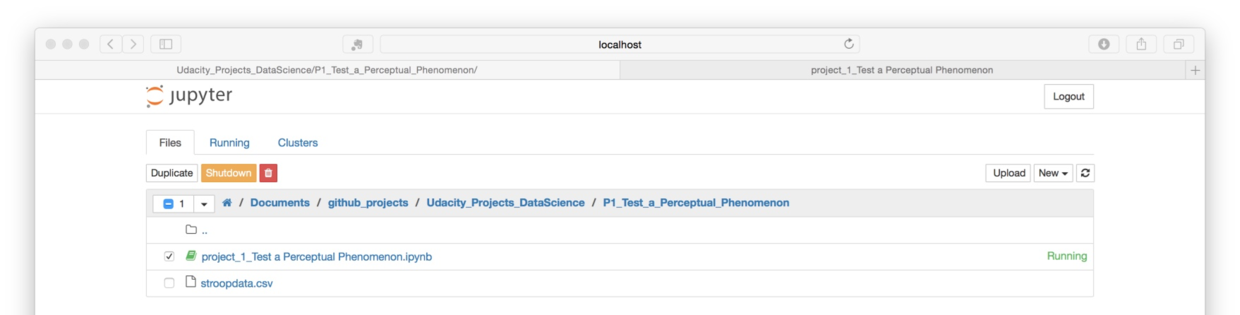 localhost
Udacity_Projects_DataScience/P1_Test_a_Perceptual_Phenomenon/ project_1_Test a Perceptual Phenomenon
jupyter Logout
Files Running Clusters
Duplicate Shutdown Upload New
1 / Documents / github_projects / Udacity_Projects_DataScience / P1_Test_a_Perceptual_Phenomenon
..
project_1_Test a Perceptual Phenomenon.ipynb Running
stroopdata.csv